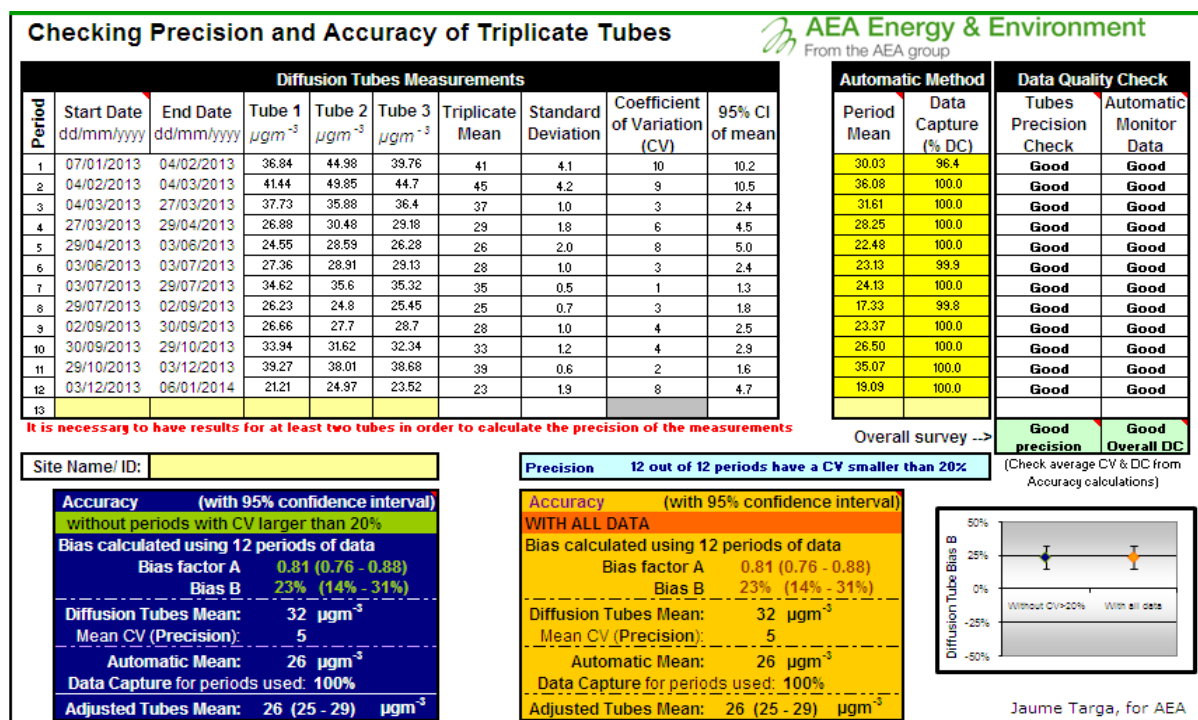 Checking Precision and Accuracy of Triplicate Tubes
AEA Energy & Environment
From the AEA group
Diffusion Tubes Measurements
Automatic Method
Data Quality Check
Period Start Date dd/mm/yyyy End Date dd/mm/yyyy Tube 1 µgm-3 Tube 2 µgm-3 Tube 3 µgm-3 Triplicate Mean Standard Deviation Coefficient of Variation (CV) 95% CI of mean Period Mean Data Capture (% DC) Tubes Precision Check Automatic Monitor Data
1 07/01/2013 04/02/2013 36.84 44.98 39.76 41 4.1 10 10.2 30.03 96.4 Good Good
2 04/02/2013 04/03/2013 41.44 49.85 44.7 45 4.2 9 10.5 36.08 100.0 Good Good
3 04/03/2013 27/03/2013 37.73 35.88 36.4 37 1.0 3 2.4 31.61 100.0 Good Good
4 27/03/2013 29/04/2013 26.88 30.48 29.18 29 1.8 6 4.5 28.25 100.0 Good Good
5 29/04/2013 03/06/2013 24.55 28.59 26.28 26 2.0 8 5.0 22.48 100.0 Good Good
6 03/06/2013 03/07/2013 27.36 28.91 29.13 28 1.0 3 2.4 23.13 99.9 Good Good
7 03/07/2013 29/07/2013 34.62 35.6 35.32 35 0.5 1 1.3 24.13 100.0 Good Good
8 29/07/2013 02/09/2013 26.23 24.8 25.45 25 0.7 3 1.8 17.33 99.8 Good Good
9 02/09/2013 30/09/2013 26.66 27.7 28.7 28 1.0 4 2.5 23.37 100.0 Good Good
10 30/09/2013 29/10/2013 33.94 31.62 32.34 33 1.2 4 2.9 26.50 100.0 Good Good
11 29/10/2013 03/12/2013 39.27 38.01 38.68 39 0.6 2 1.6 35.07 100.0 Good Good
12 03/12/2013 06/01/2014 21.21 24.97 23.52 23 1.9 8 4.7 19.09 100.0 Good Good
13
It is necessary to have results for at least two tubes in order to calculate the precision of the measurements
Overall survey --> Good precision Good Overall DC
Site Name/ ID:
Precision 12 out of 12 periods have a CV smaller than 20%
(Check average CV & DC from Accuracy calculations)
Accuracy (with 95% confidence interval)
without periods with CV larger than 20%
Bias calculated using 12 periods of data
Bias factor A 0.81 (0.76 - 0.88)
Bias B 23% (14% - 31%)
Diffusion Tubes Mean: 32 µgm-3
Mean CV (Precision): 5
Automatic Mean: 26 µgm-3
Data Capture for periods used: 100%
Adjusted Tubes Mean: 26 (25 - 29) µgm-3
Accuracy (with 95% confidence interval)
WITH ALL DATA
Bias calculated using 12 periods of data
Bias factor A 0.81 (0.76 - 0.88)
Bias B 23% (14% - 31%)
Diffusion Tubes Mean: 32 µgm-3
Mean CV (Precision): 5
Automatic Mean: 26 µgm-3
Data Capture for periods used: 100%
Adjusted Tubes Mean: 26 (25 - 29) µgm-3
Diffusion Tube Bias B
50%
25%
0%
-25%
-50%
Without CV>20% With all data
Jaume Targa, for AEA